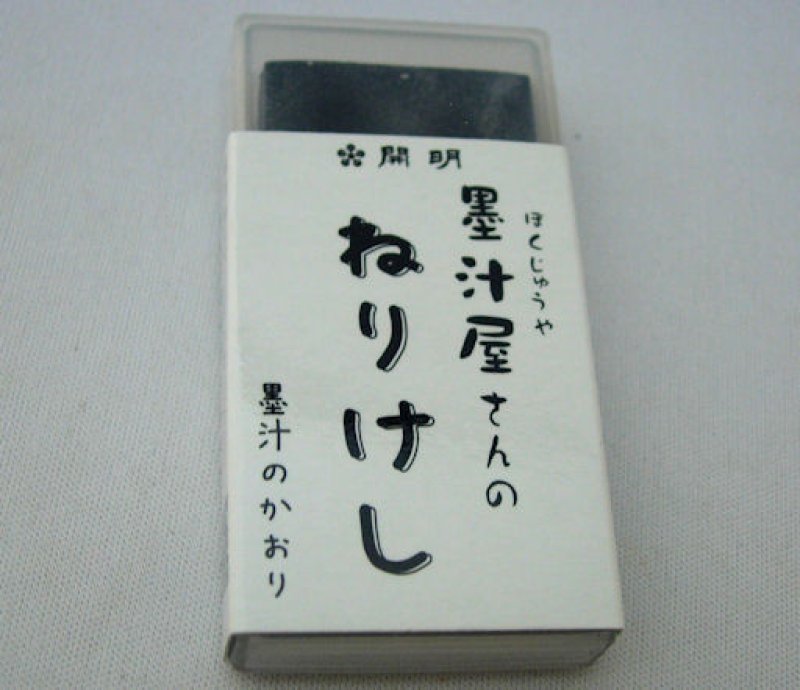 開明
ぼくじゅうや
墨汁屋さんの
ねりけし
墨汁のかおり